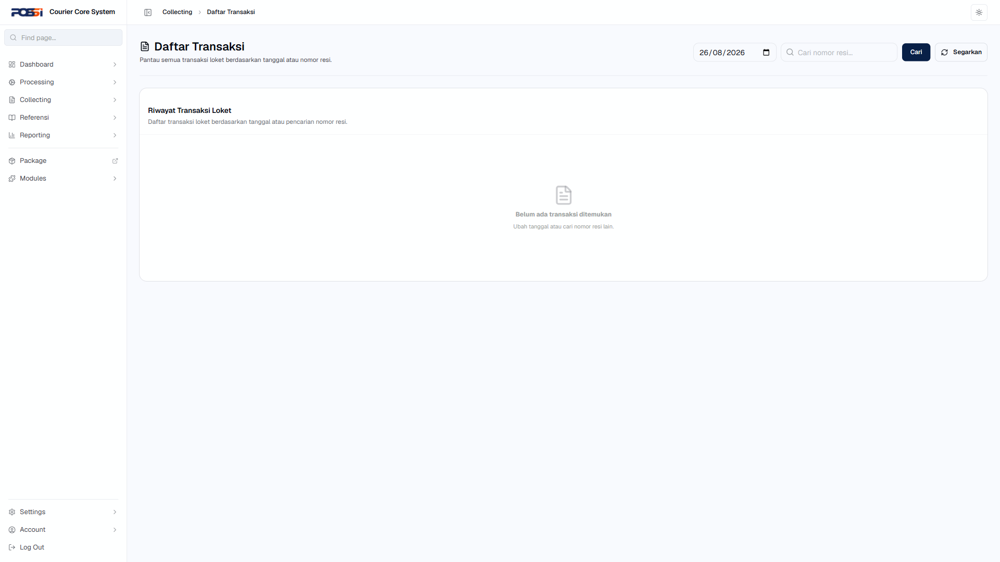 POSSI Courier Core System
Collecting
Daftar Transaksi
Find page...
Dashboard
Processing
Collecting
Referensi
Reporting
Package
Modules
Settings
Account
Log Out
Daftar Transaksi
Pantau semua transaksi loket berdasarkan tanggal atau nomor resi.
26/08/2026
Cari nomor resi...
Cari
Segarkan
Riwayat Transaksi Loket
Daftar transaksi loket berdasarkan tanggal atau pencarian nomor resi.
Belum ada transaksi ditemukan
Ubah tanggal atau cari nomor resi lain.